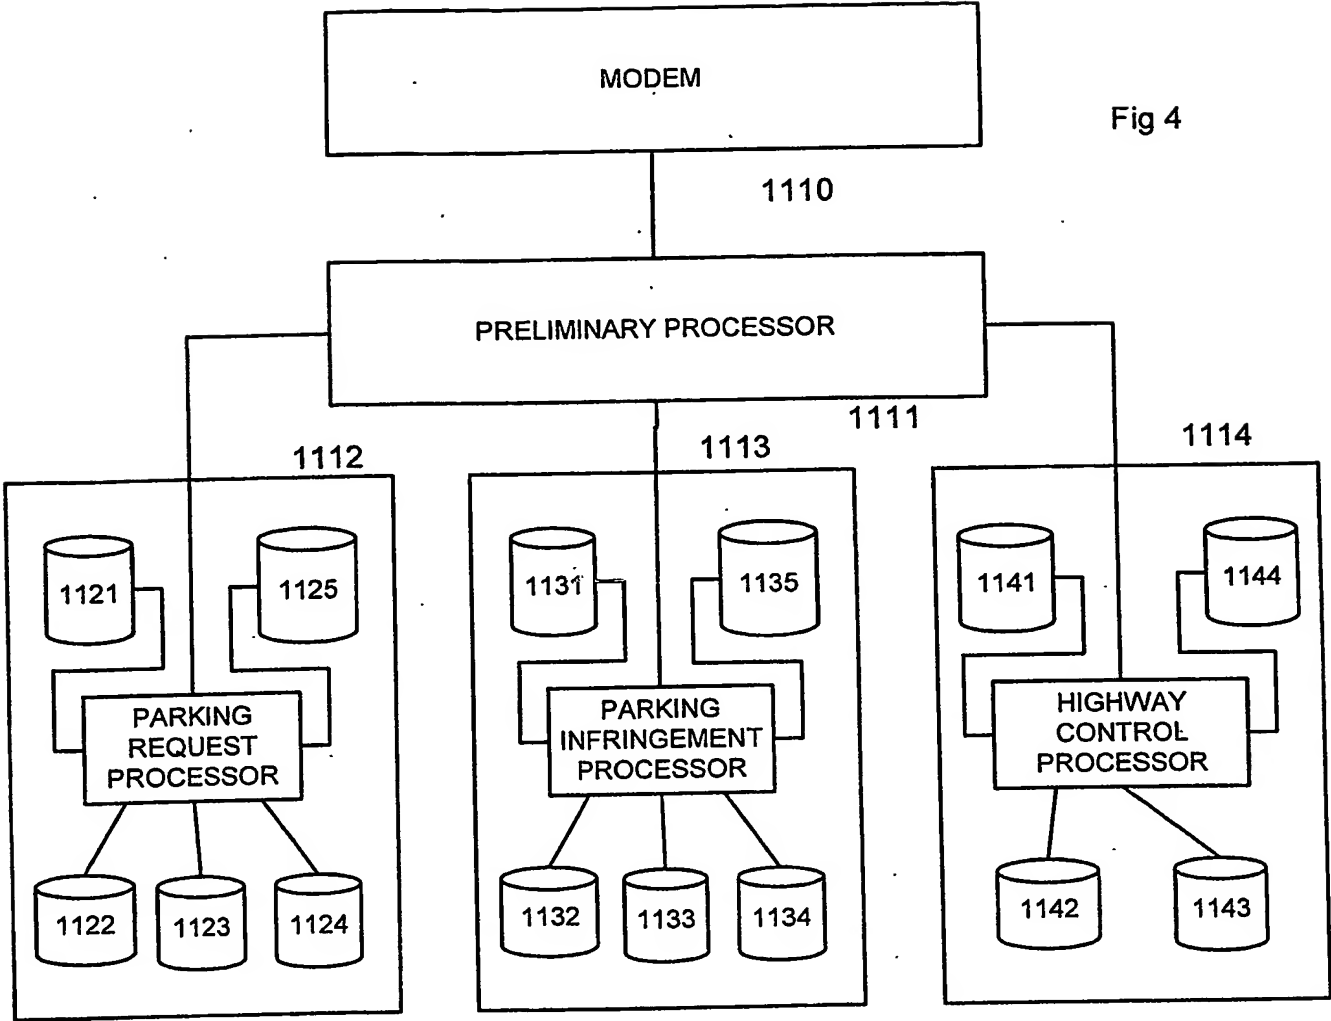 MODEM
Fig 4
1110
PRELIMINARY PROCESSOR
1111
1112
1113
1114
1121
1125
1131
1135
1141
1144
PARKING
REQUEST
PROCESSOR
PARKING
INFRINGEMENT
PROCESSOR
HIGHWAY
CONTROL
PROCESSOR
1122
1123
1124
1132
1133
1134
1142
1143